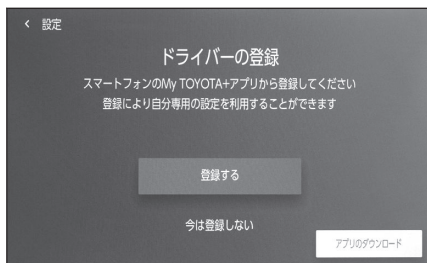 < 設定
ドライバーの登録
スマートフォンのMy TOYOTA+アプリから登録してください
登録により自分専用の設定を利用することができます
登録する
今は登録しない
アプリのダウンロード